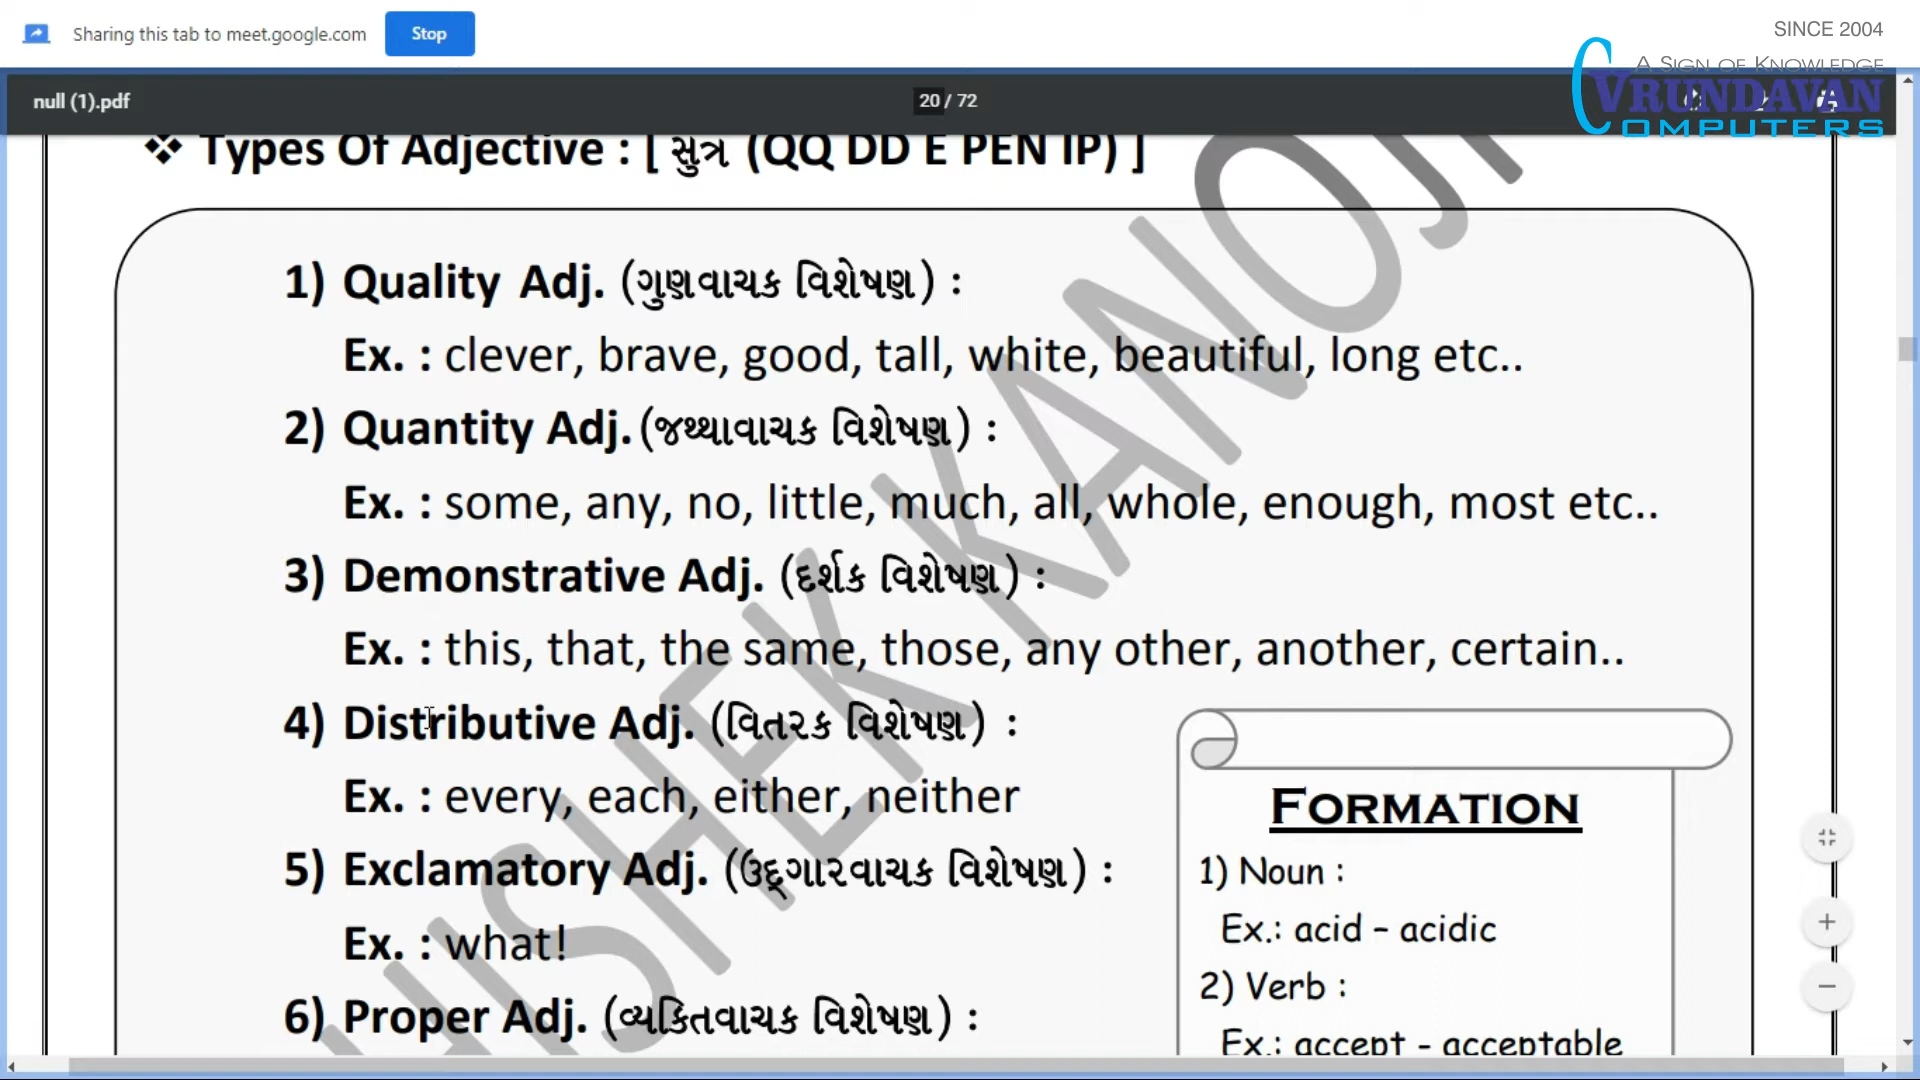 Sharing this tab to meet.google.com Stop
SINCE 2004
A SIGN OF KNOWLEDGE
VRUNDAVAN
COMPUTERS
null (1).pdf 20 / 72
❖ Types Of Adjective : [ સુત્ર (QQ DD E PEN IP) ]
1) Quality Adj. (ગુણવાચક વિશેષણ) :
Ex. : clever, brave, good, tall, white, beautiful, long etc..
2) Quantity Adj. (જથ્થાવાચક વિશેષણ) :
Ex. : some, any, no, little, much, all, whole, enough, most etc..
3) Demonstrative Adj. (દર્શક વિશેષણ) :
Ex. : this, that, the same, those, any other, another, certain..
4) Distributive Adj. (વિતરક વિશેષણ) :
Ex. : every, each, either, neither
5) Exclamatory Adj. (ઉદ્ગારવાચક વિશેષણ) :
Ex. : what!
6) Proper Adj. (વ્યકિતવાચક વિશેષણ) :
FORMATION
1) Noun :
Ex.: acid – acidic
2) Verb :
Ex.: accept - acceptable